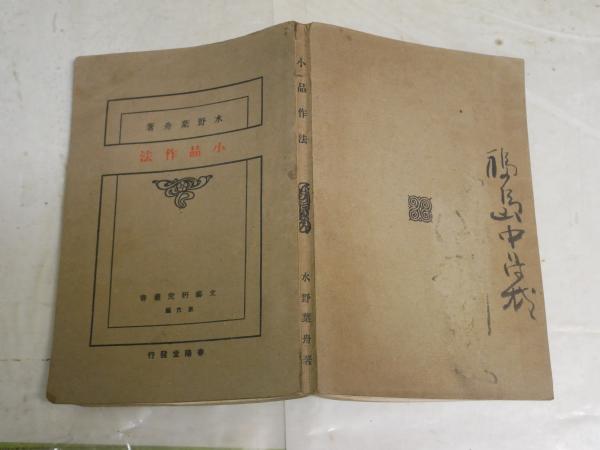 水野葉舟著
小品作法
文藝研究叢書
第六編
春陽堂發行
小品作法
水野葉舟著